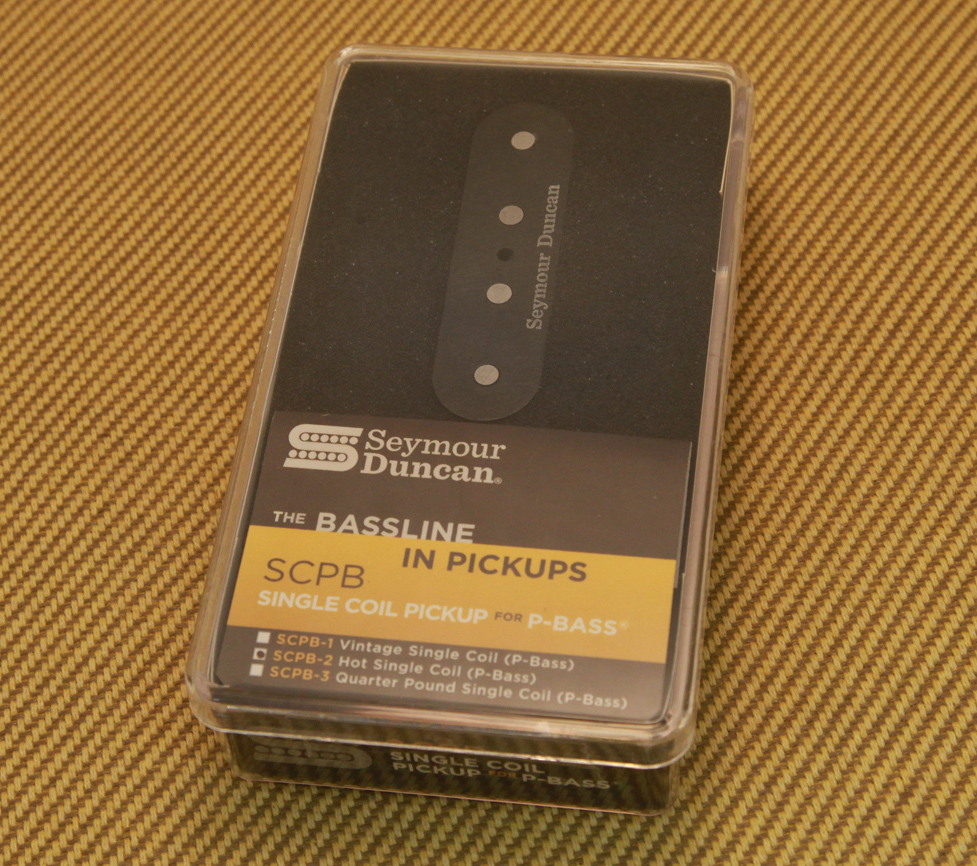 Seymour Duncan
Seymour
Duncan®
THE BASSLINE
IN PICKUPS
SCPB
SINGLE COIL PICKUP FOR P-BASS®
SCPB-1 Vintage Single Coil (P-Bass)
SCPB-2 Hot Single Coil (P-Bass)
SCPB-3 Quarter Pound Single Coil (P-Bass)
SINGLE COIL
PICKUP FOR P-BASS®